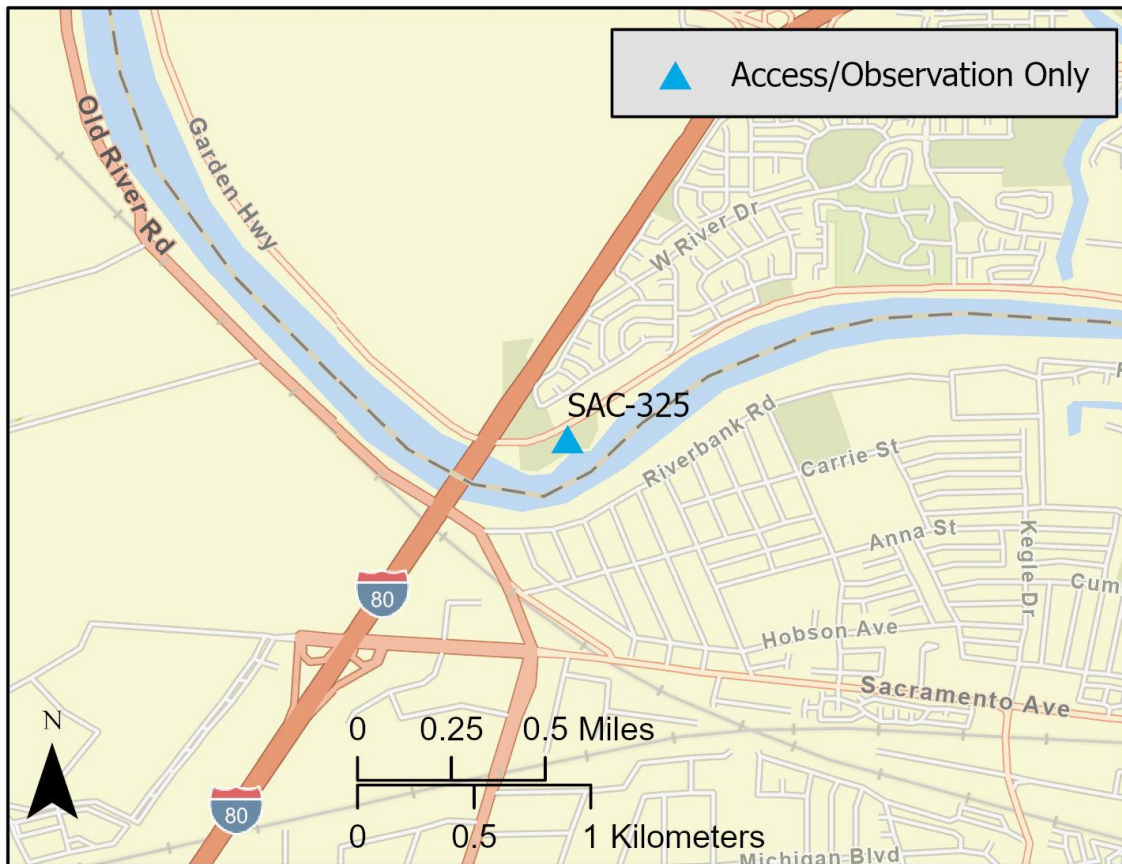 Access/Observation Only
Old River Rd
Garden Hwy
W River Dr
SAC-325
Riverbank Rd
Carrie St
Anna St
Kegle Dr
Cum
80
Hobson Ave
Sacramento Ave
N
0 0.25 0.5 Miles
0 0.5 1 Kilometers
80
Michigan Blvd